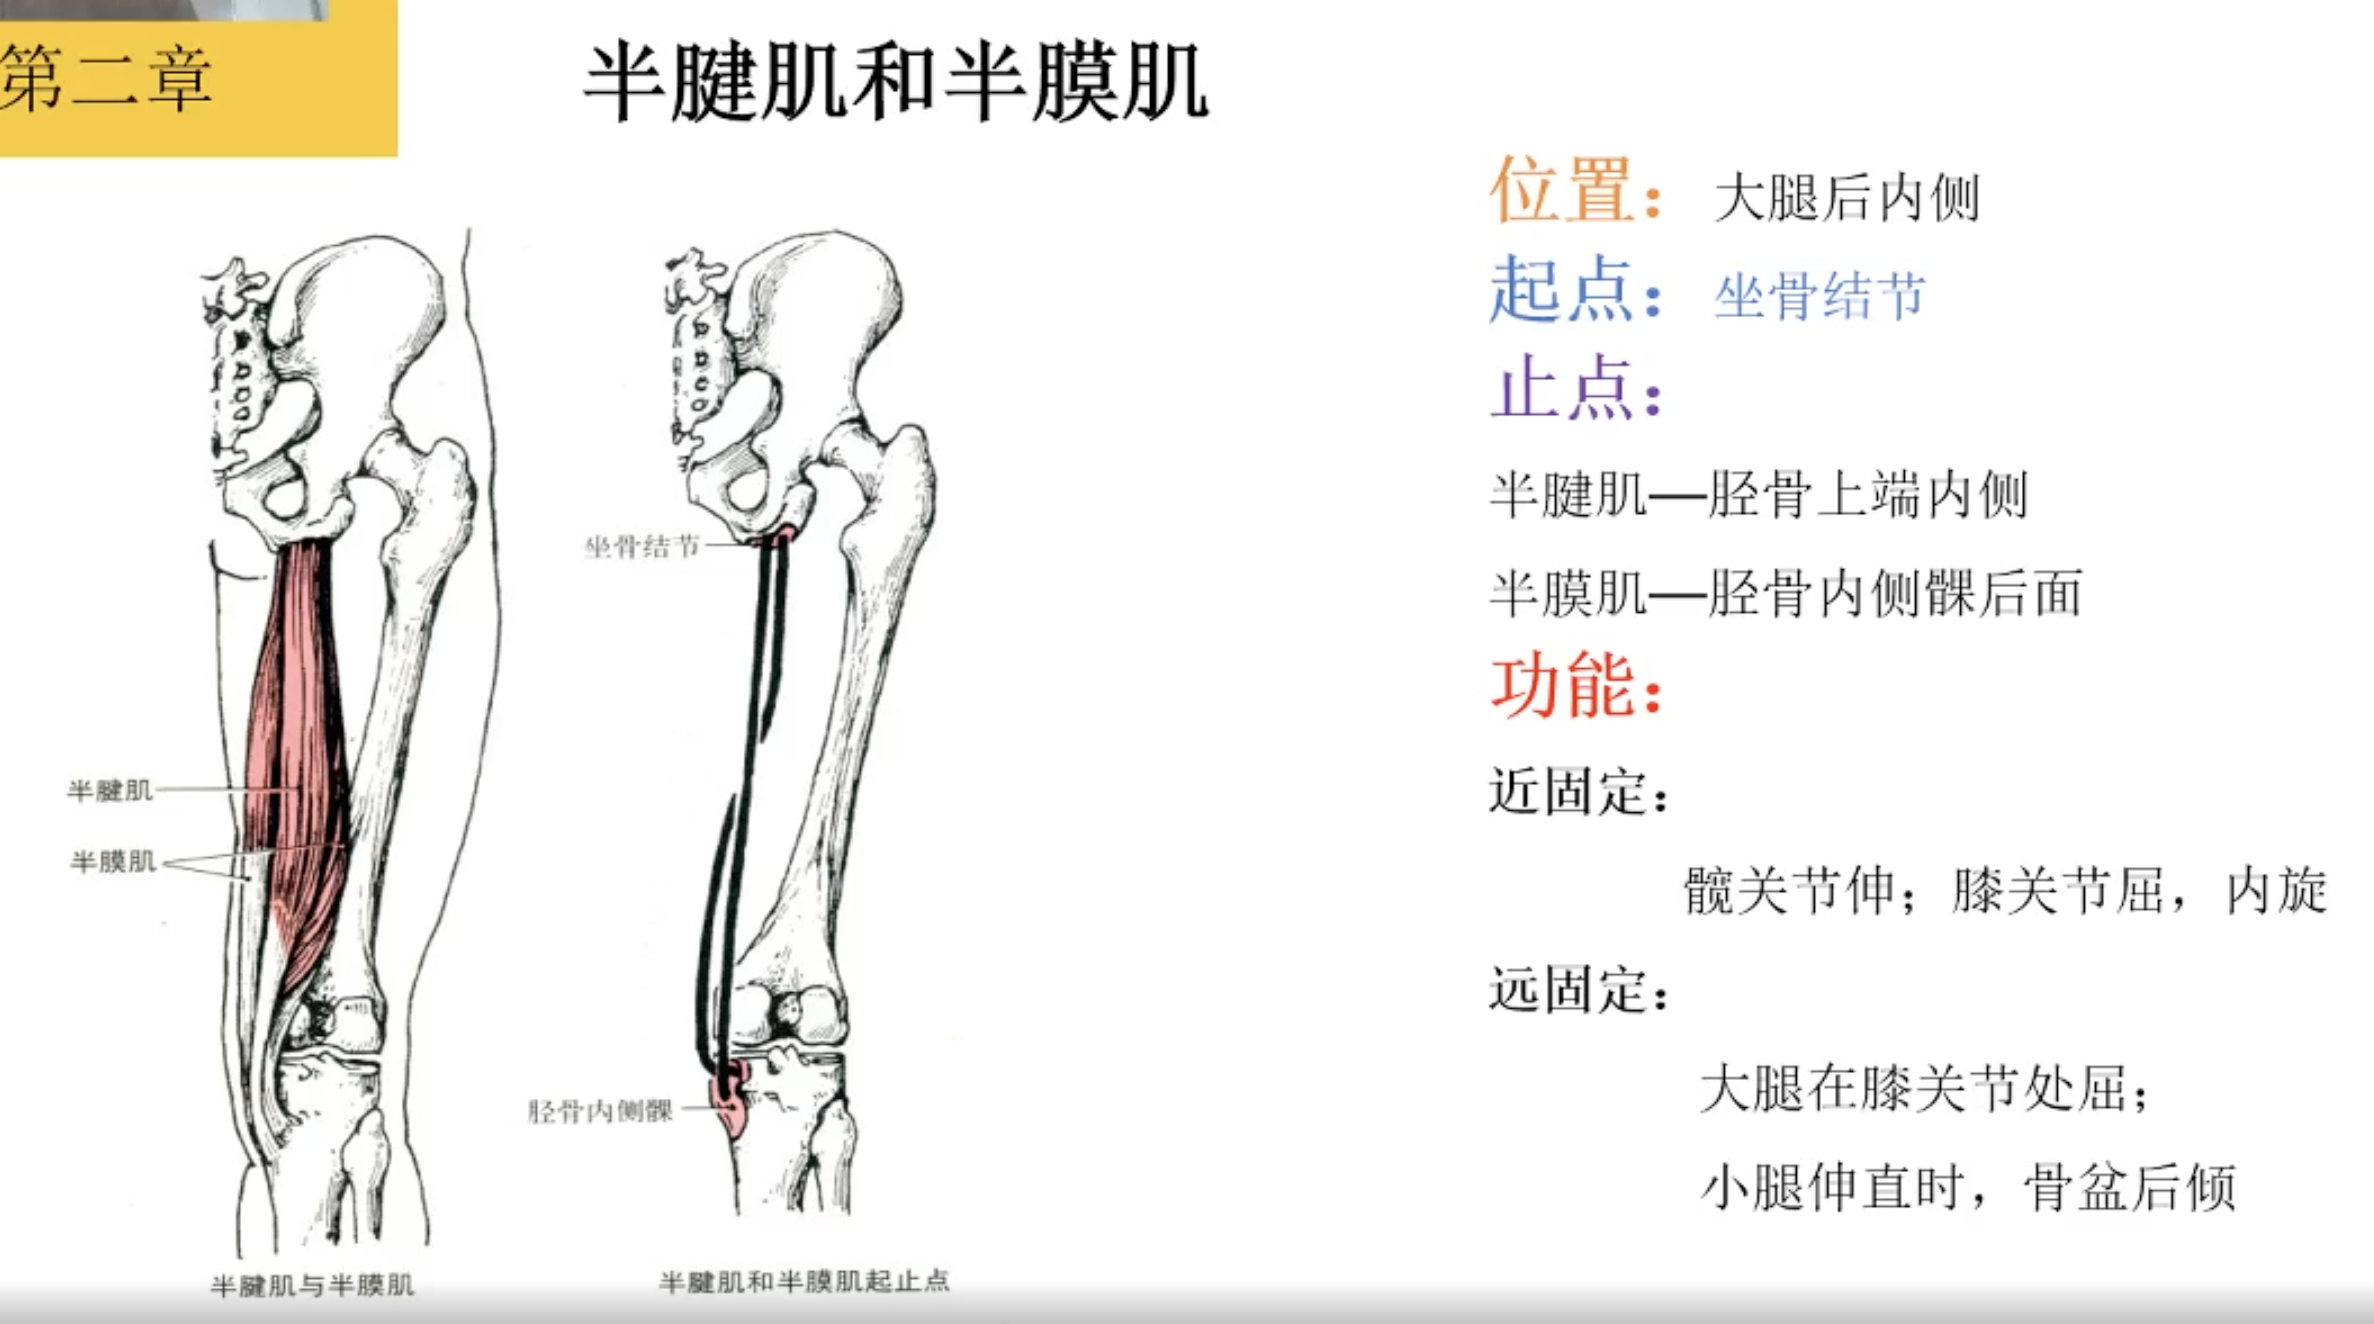 第二章
半腱肌和半膜肌
位置：大腿后内侧
起点：坐骨结节
止点：
半腱肌—胫骨上端内侧
半膜肌—胫骨内侧髁后面
功能：
近固定：
髋关节伸；膝关节屈，内旋
远固定：
大腿在膝关节处屈；
小腿伸直时，骨盆后倾
坐骨结节
半腱肌
半膜肌
胫骨内侧髁
半腱肌与半膜肌
半腱肌和半膜肌起止点